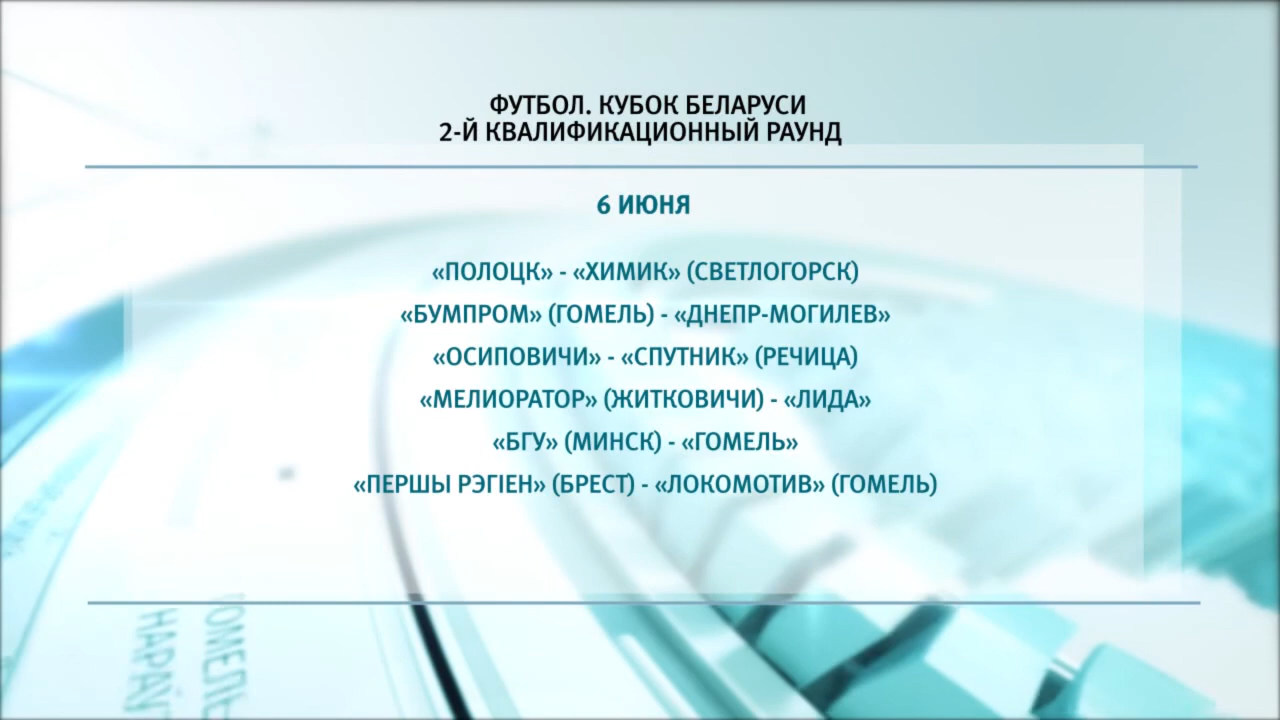 ФУТБОЛ. КУБОК БЕЛАРУСИ
2-Й КВАЛИФИКАЦИОННЫЙ РАУНД
6 ИЮНЯ
«ПОЛОЦК» - «ХИМИК» (СВЕТЛОГОРСК)
«БУМПРОМ» (ГОМЕЛЬ) - «ДНЕПР-МОГИЛЕВ»
«ОСИПОВИЧИ» - «СПУТНИК» (РЕЧИЦА)
«МЕЛИОРАТОР» (ЖИТКОВИЧИ) - «ЛИДА»
«БГУ» (МИНСК) - «ГОМЕЛЬ»
«ПЕРШЫ РЭГІЕН» (БРЕСТ) - «ЛОКОМОТИВ» (ГОМЕЛЬ)